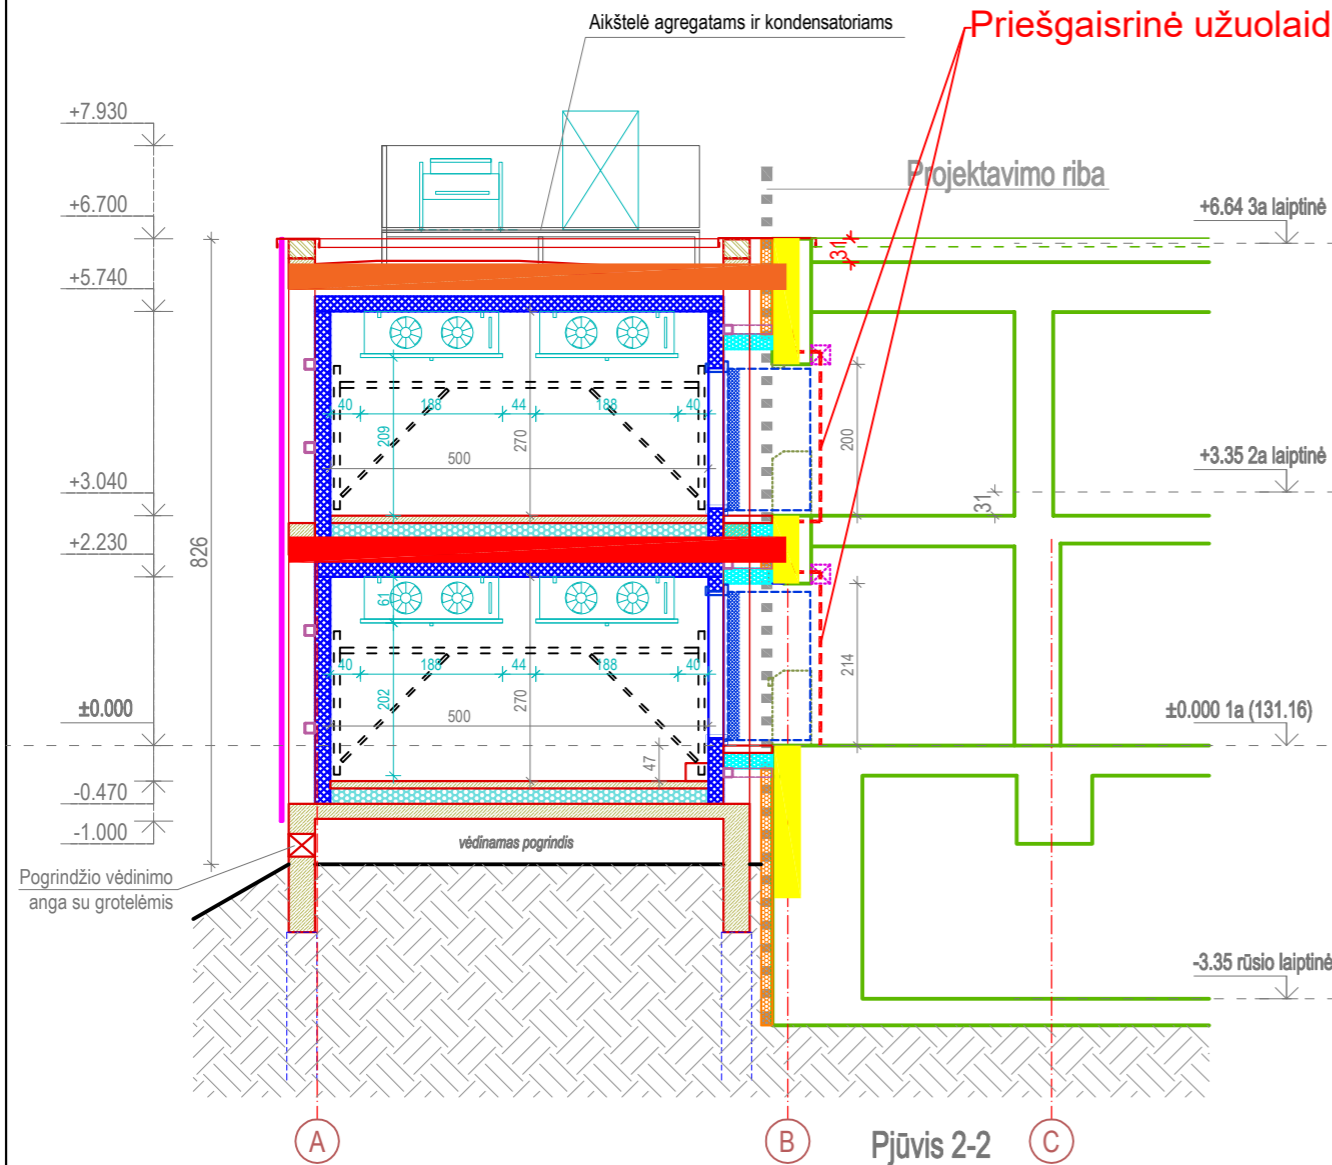 Aikštelė agregatams ir kondensatoriams
Priešgaisrinė užuolaid
Projektavimo riba
+7.930
+6.700
+5.740
+3.040
+2.230
±0.000
-0.470
-1.000
826
Pogrindžio vėdinimo
anga su grotelėmis
+6.64 3a laiptinė
+3.35 2a laiptinė
±0.000 1a (131.16)
-3.35 rūsio laiptinė
31
40 188 44 188 40
209
270
500
200
31
61
40 188 44 188 40
202
270
500
214
47
vėdinamas pogrindis
A
B
C
Pjūvis 2-2